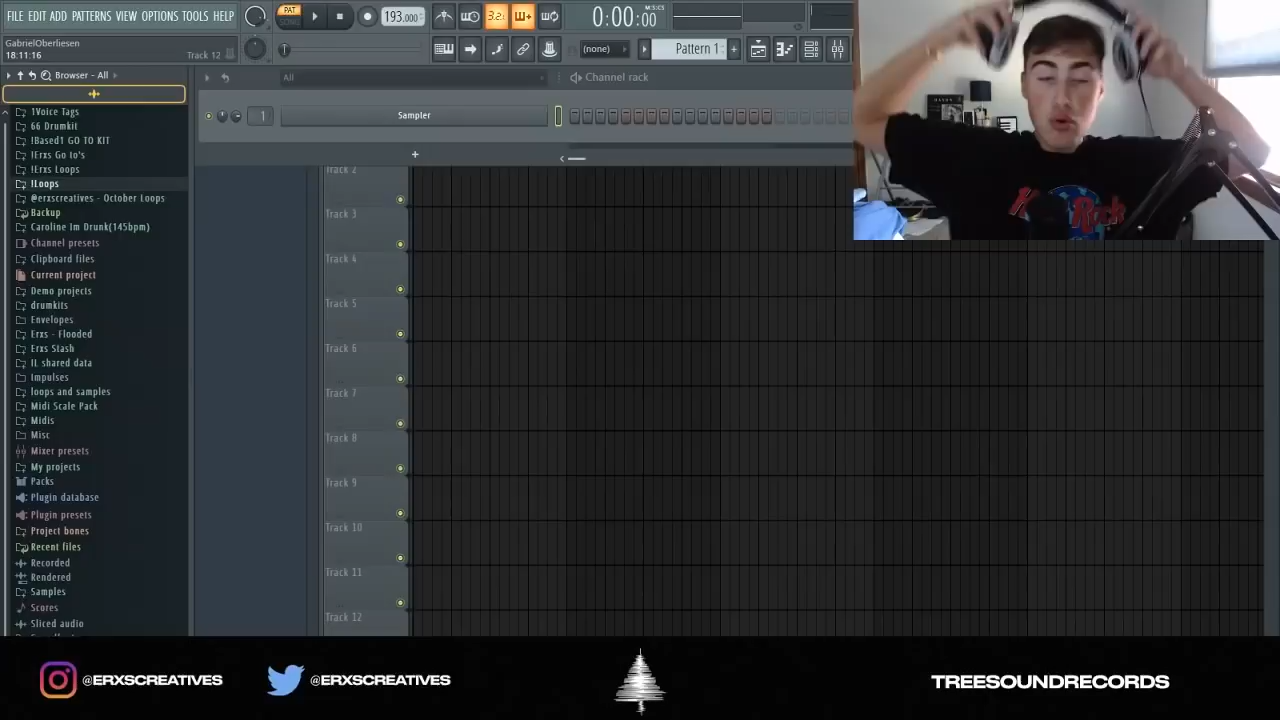 FILE EDIT ADD PATTERNS VIEW OPTIONS TOOLS HELP
PAT
SONG
193.000
3.2.
0:00:00
M:S:CS
GabrielOberliesen
18:11:16
Track 12
(none)
Pattern 1
+
Browser - All
All
Channel rack
1
Sampler
+
1Voice Tags
66 Drumkit
!Based1 GO TO KIT
!Erxs Go to's
!Erxs Loops
!Loops
@erxscreatives - October Loops
Backup
Caroline Im Drunk(145bpm)
Channel presets
Clipboard files
Current project
Demo projects
drumkits
Envelopes
Erxs - Flooded
Erxs Stash
IL shared data
Impulses
loops and samples
Midi Scale Pack
Midis
Misc
Mixer presets
My projects
Packs
Plugin database
Plugin presets
Project bones
Recent files
Recorded
Rendered
Samples
Scores
Sliced audio
Track 2
Track 3
Track 4
Track 5
Track 6
Track 7
Track 8
Track 9
Track 10
Track 11
Track 12
@ERXSCREATIVES
@ERXSCREATIVES
TREESOUNDRECORDS